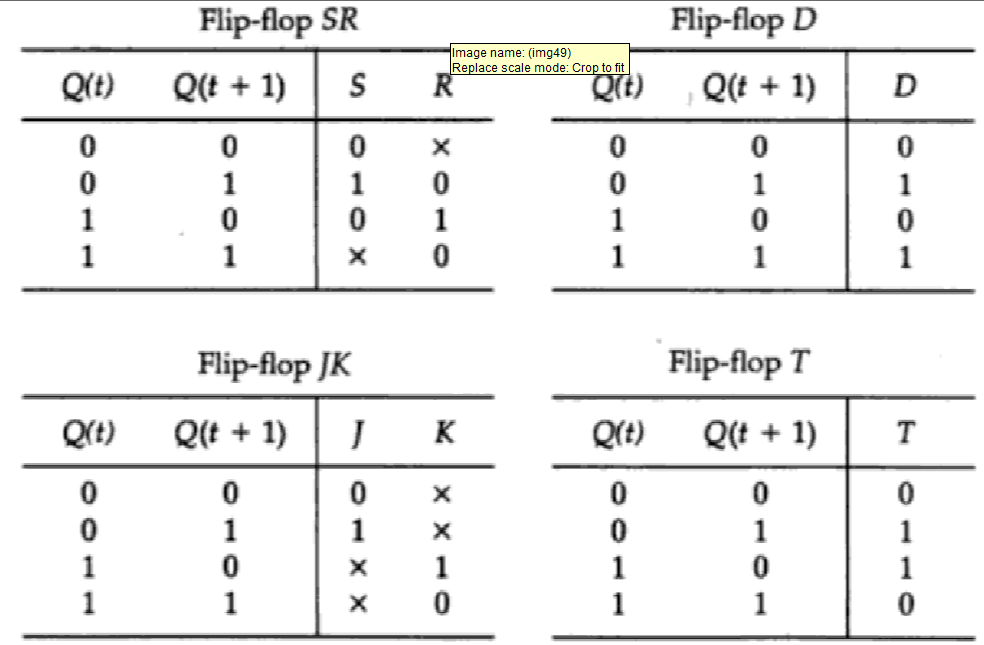 Flip-flop SR
Q(t) Q(t + 1) S R
0 0 0 ×
0 1 1 0
1 0 0 1
1 1 × 0
Flip-flop D
Image name: (img49)
Replace scale mode: Crop to fit
Q(t) Q(t + 1) D
0 0 0
0 1 1
1 0 0
1 1 1
Flip-flop JK
Q(t) Q(t + 1) J K
0 0 0 ×
0 1 1 ×
1 0 × 1
1 1 × 0
Flip-flop T
Q(t) Q(t + 1) T
0 0 0
0 1 1
1 0 1
1 1 0